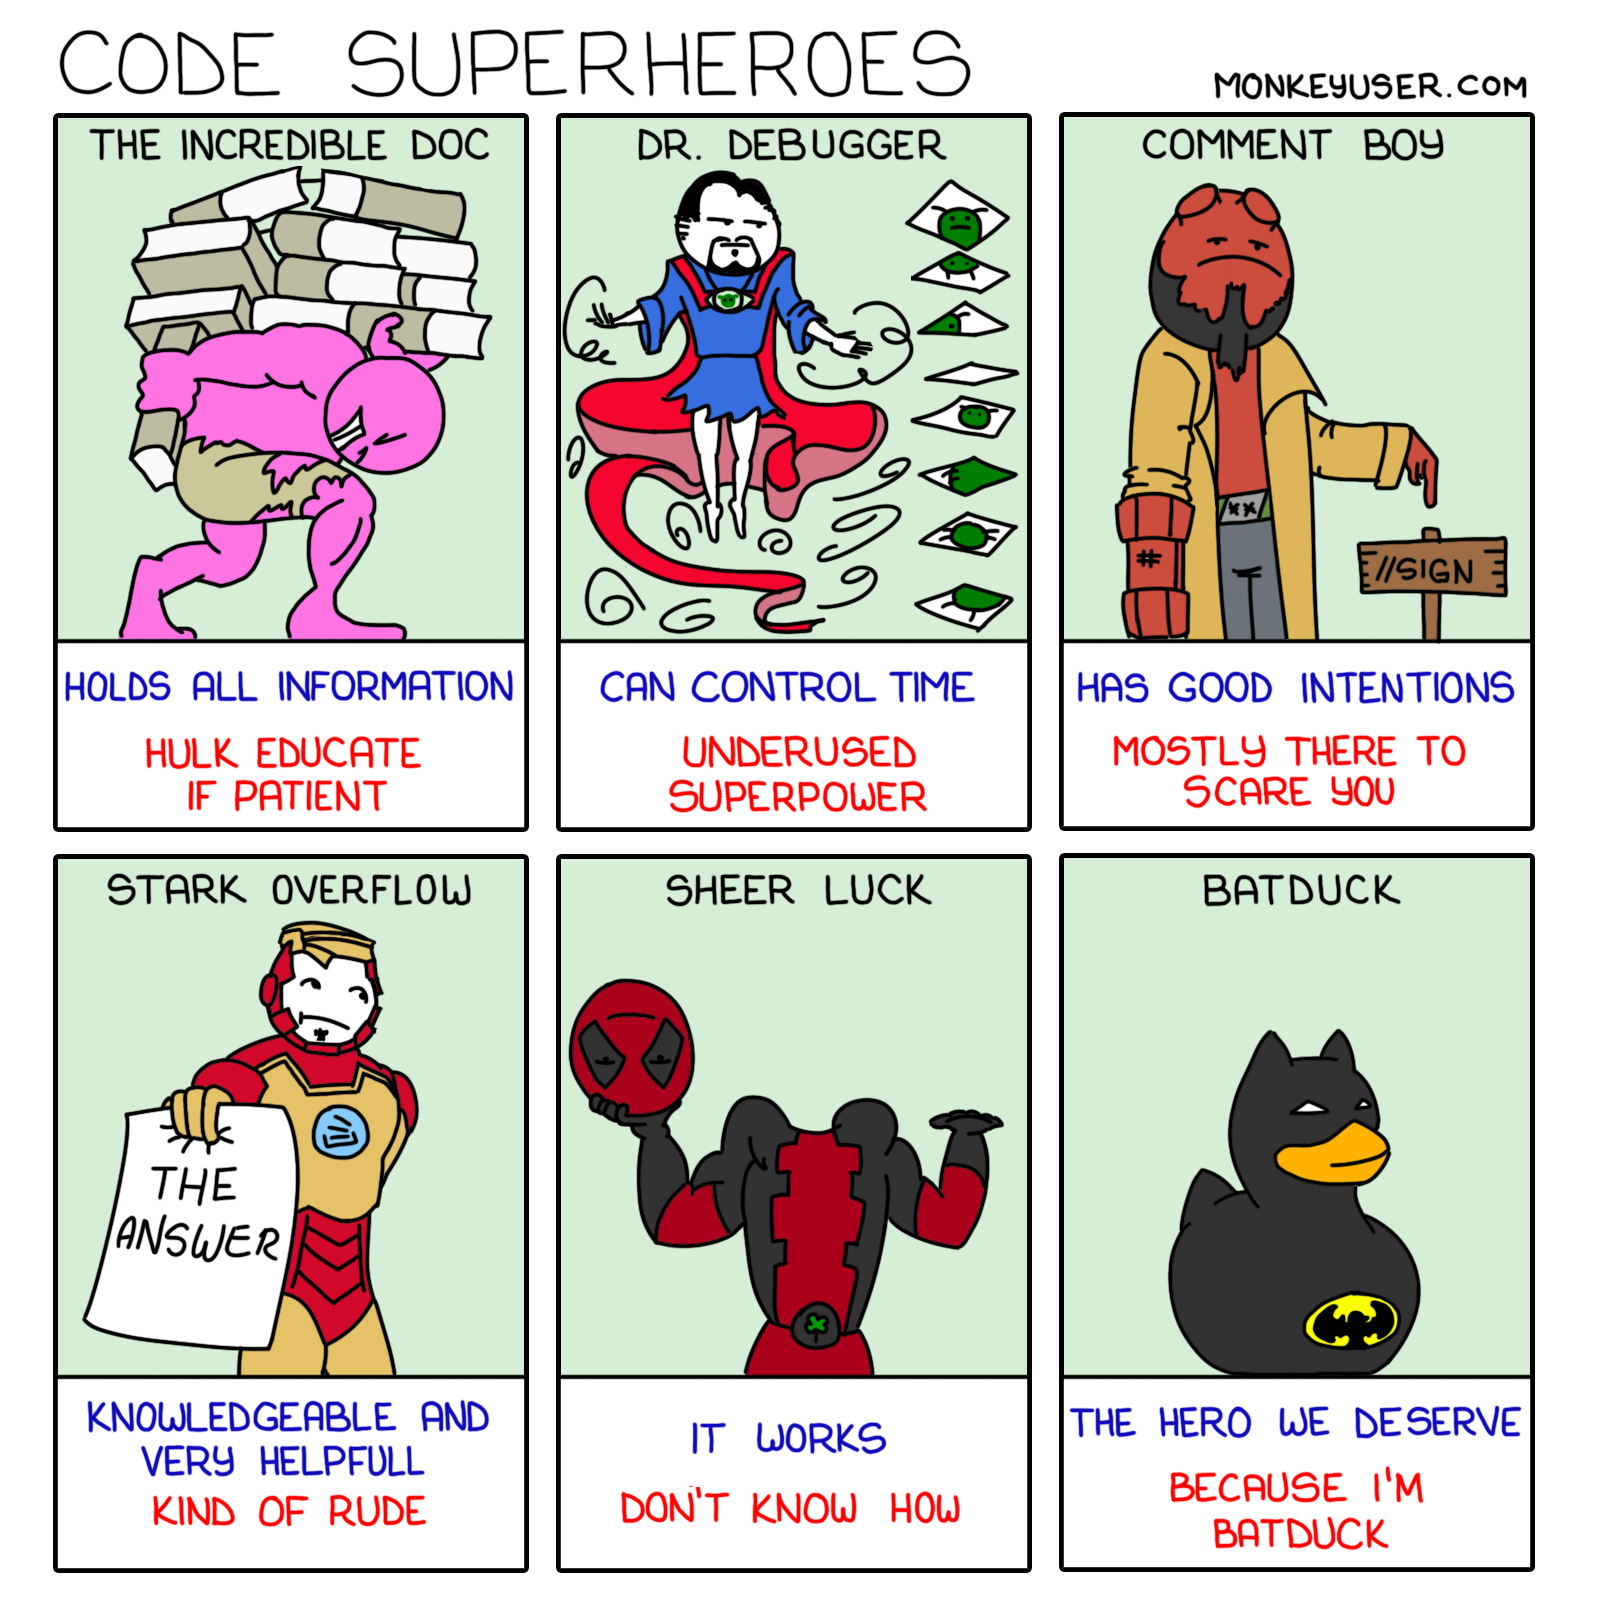 CODE SUPERHEROES
MONKEYUSER.COM
THE INCREDIBLE DOC
HOLDS ALL INFORMATION
HULK EDUCATE
IF PATIENT
DR. DEBUGGER
CAN CONTROL TIME
UNDERUSED
SUPERPOWER
COMMENT BOY
#
//SIGN
HAS GOOD INTENTIONS
MOSTLY THERE TO
SCARE YOU
STARK OVERFLOW
THE
ANSWER
KNOWLEDGEABLE AND
VERY HELPFULL
KIND OF RUDE
SHEER LUCK
IT WORKS
DON'T KNOW HOW
BATDUCK
THE HERO WE DESERVE
BECAUSE I'M
BATDUCK